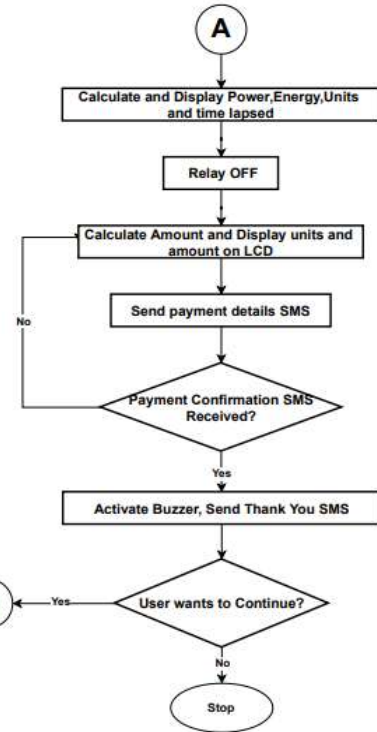 A
Calculate and Display Power,Energy,Units
and time lapsed
Relay OFF
Calculate Amount and Display units and
amount on LCD
No
Send payment details SMS
Payment Confirmation SMS
Received?
Yes
Activate Buzzer, Send Thank You SMS
Yes
User wants to Continue?
No
Stop